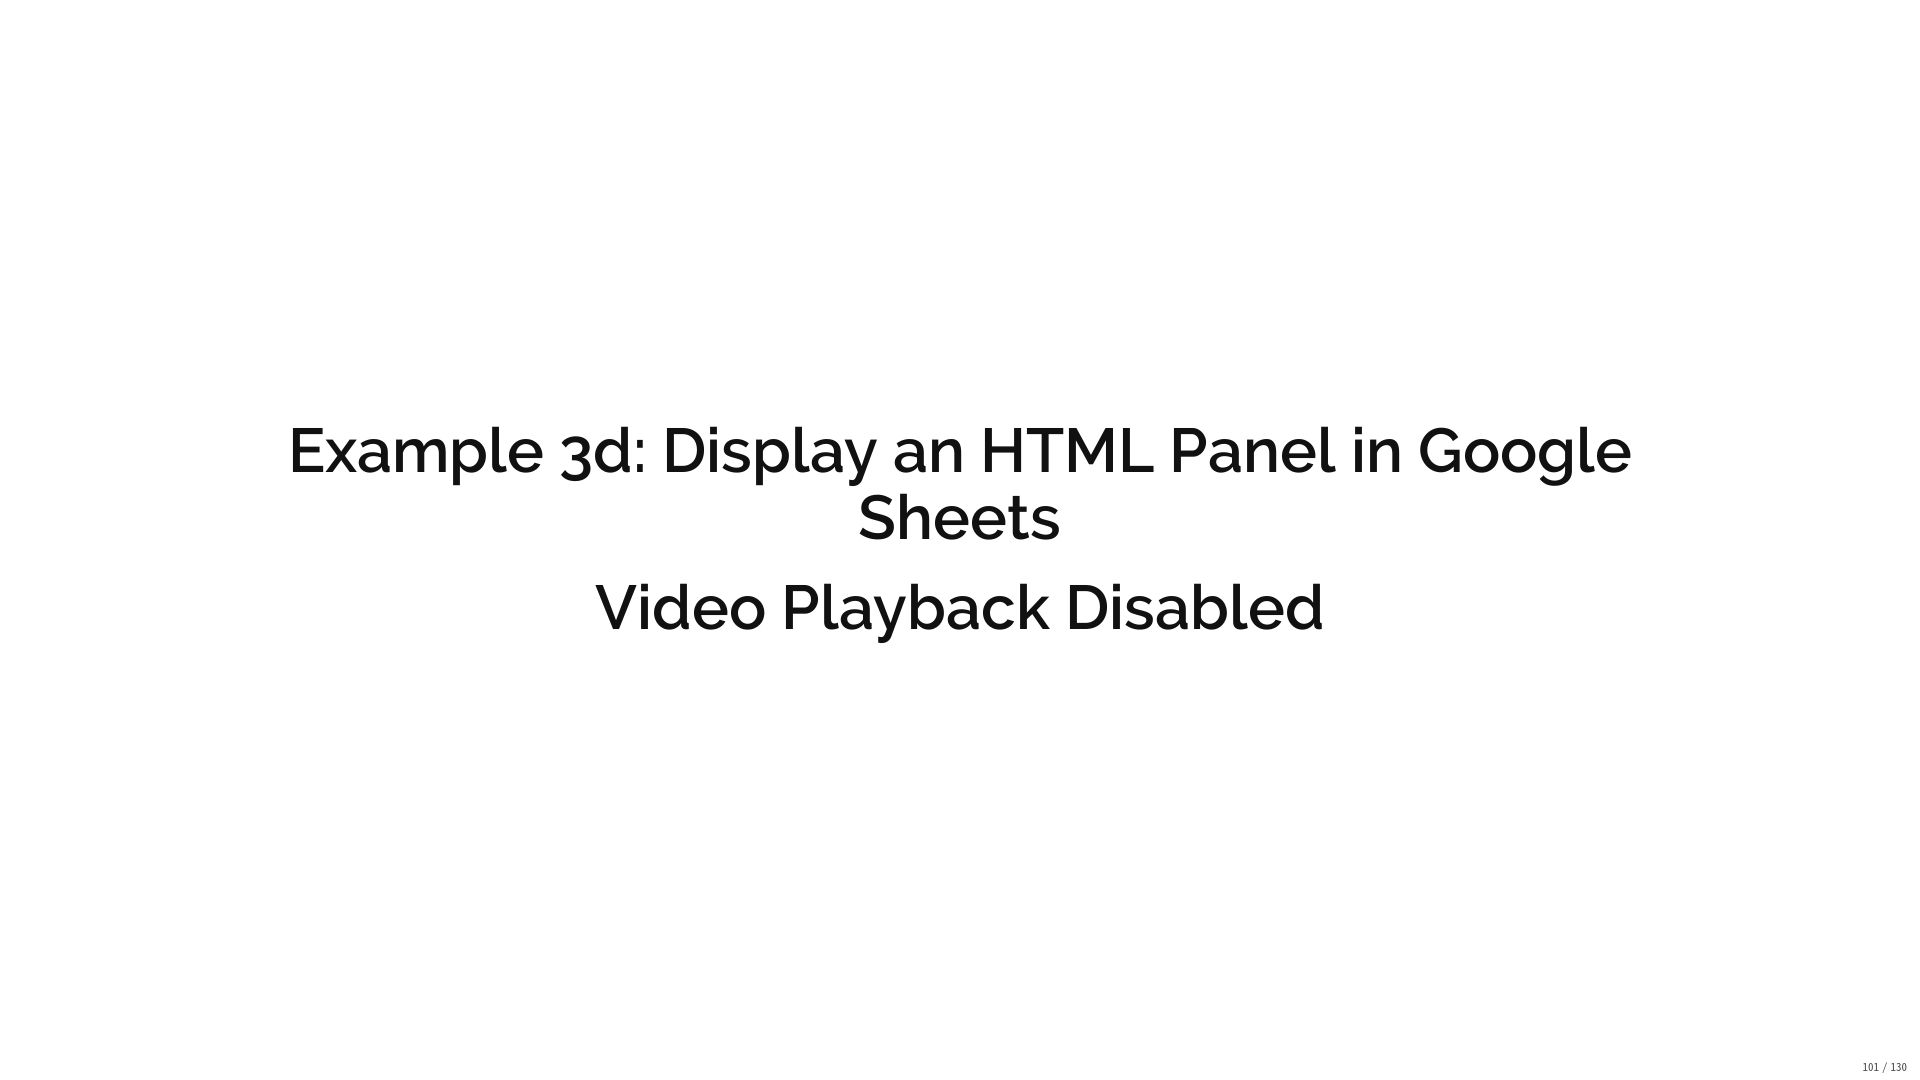 Example 3d: Display an HTML Panel in Google
Sheets
Video Playback Disabled
101 / 130